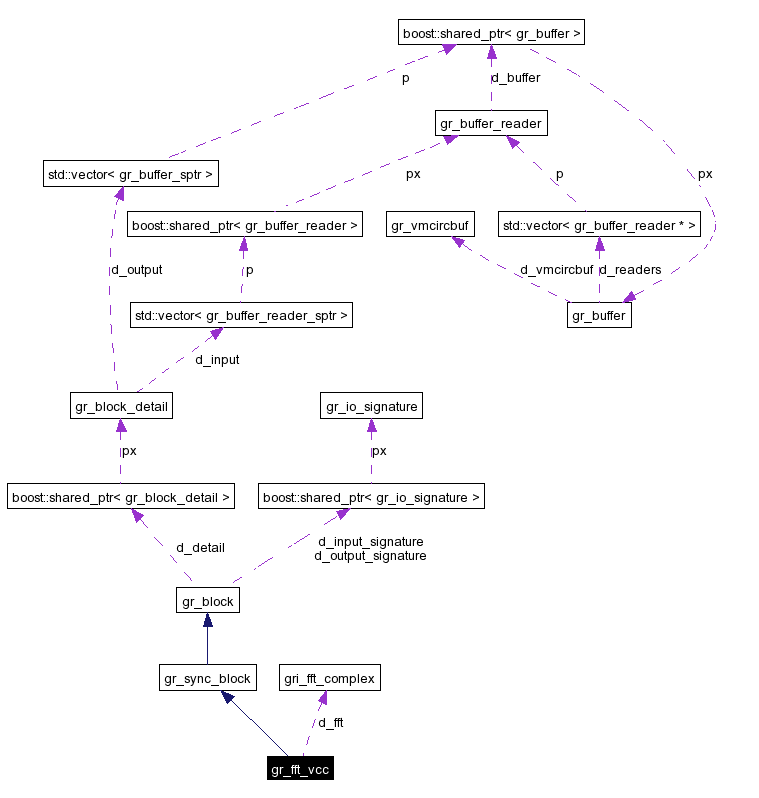 boost::shared_ptr< gr_buffer >
p
d_buffer
gr_buffer_reader
std::vector< gr_buffer_sptr >
px
p
px
boost::shared_ptr< gr_buffer_reader >
gr_vmcircbuf
std::vector< gr_buffer_reader * >
d_output
p
d_vmcircbuf
d_readers
std::vector< gr_buffer_reader_sptr >
gr_buffer
d_input
gr_block_detail
gr_io_signature
px
px
boost::shared_ptr< gr_block_detail >
boost::shared_ptr< gr_io_signature >
d_detail
d_input_signature
d_output_signature
gr_block
gr_sync_block
gri_fft_complex
d_fft
gr_fft_vcc